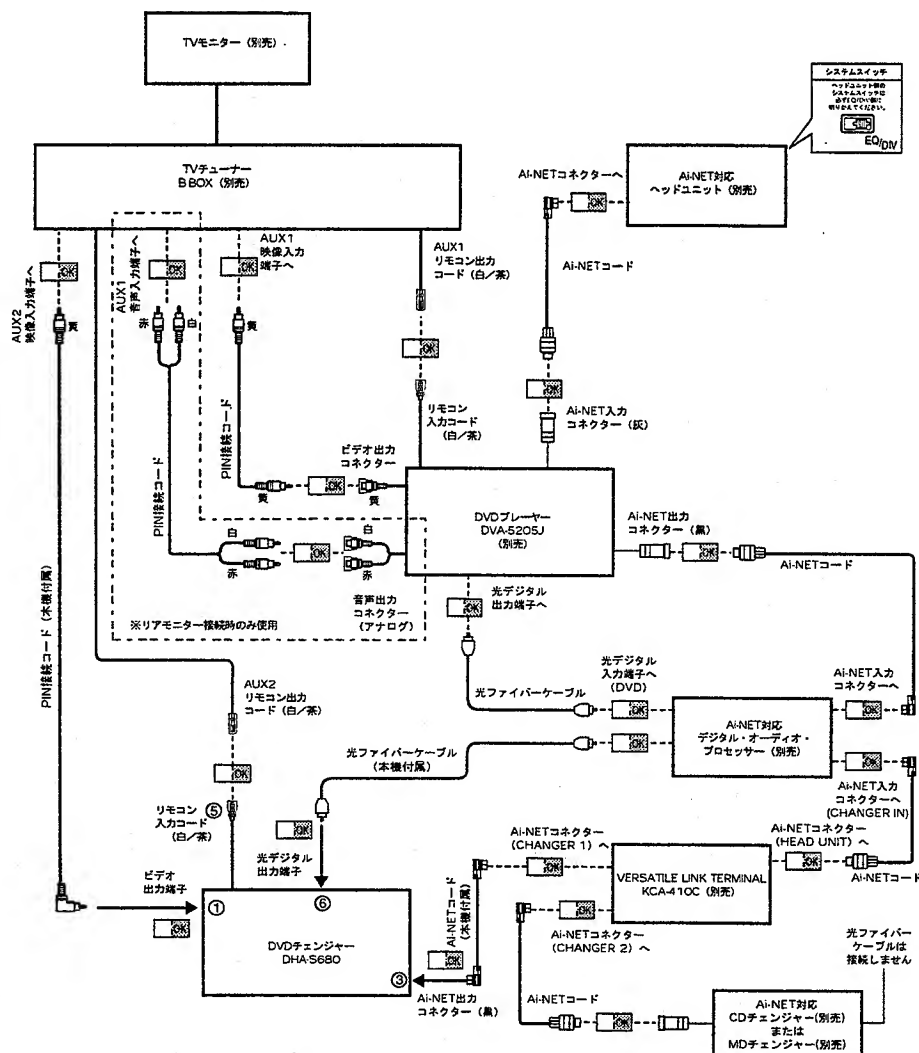 TVモニター（別売）
システムスイッチ
ヘッドユニット側の
システムスイッチは
必ずEQ/DIV側に
切りかえてください。
EQ/DIV
TVチューナー
B BOX（別売）
Ai-NETコネクターへ
OK
Ai-NET対応
ヘッドユニット（別売）
AUX2
映像入力端子へ
OK
黄
AUX1
音声入力端子へ
OK
赤
白
AUX1
映像入力
端子へ
OK
黄
AUX1
リモコン出力
コード（白／茶）
OK
リモコン
入力コード
（白／茶）
Ai-NETコード
OK
Ai-NET入力
コネクター（灰）
PIN接続コード
PIN接続コード
ビデオ出力
コネクター
黄
OK
黄
DVDプレーヤー
DVA-5205J
（別売）
Ai-NET出力
コネクター（黒）
OK
Ai-NETコード
白
赤
OK
白
赤
音声出力
コネクター
（アナログ）
※リアモニター接続時のみ使用
PIN接続コード（本機付属）
OK
光デジタル
出力端子へ
光ファイバーケーブル
光デジタル
入力端子へ
（DVD）
OK
OK
Ai-NET対応
デジタル・オーディオ・
プロセッサー（別売）
Ai-NET入力
コネクターへ
OK
OK
Ai-NET入力
コネクターへ
(CHANGER IN)
AUX2
リモコン出力
コード（白／茶）
OK
リモコン ⑤
入力コード
（白／茶）
光ファイバーケーブル
（本機付属）
OK
光デジタル
出力端子
Ai-NETコネクター
(CHANGER 1) へ
OK
VERSATILE LINK TERMINAL
KCA-410C（別売）
Ai-NETコネクター
(HEAD UNIT) へ
OK
Ai-NETコード
ビデオ
出力端子
OK
①
⑥
③
DVDチェンジャー
DHA-S680
Ai-NETコード
（本機付属）
OK
Ai-NET出力
コネクター（黒）
OK
Ai-NETコネクター
(CHANGER 2) へ
Ai-NETコード
OK
光ファイバー
ケーブルは
接続しません
Ai-NET対応
CDチェンジャー(別売)
または
MDチェンジャー(別売)